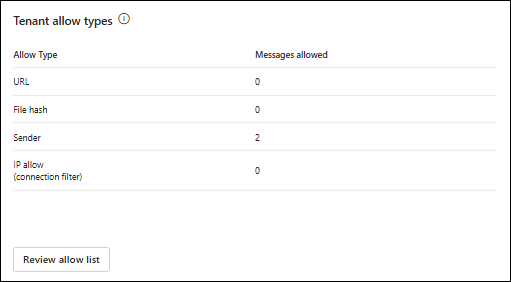 Tenant allow types
Allow Type Messages allowed
URL 0
File hash 0
Sender 2
IP allow
(connection filter) 0
Review allow list